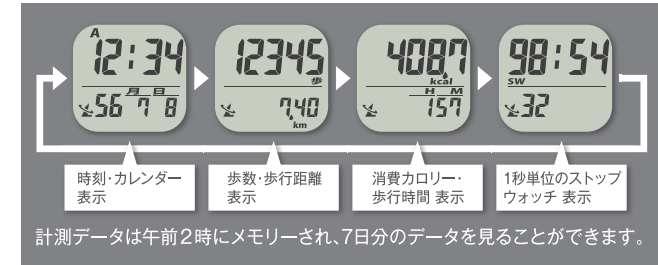 A
12:34
月 日
56 7 8
12345
歩
7.40
km
4087
kcal
H M
157
98:54
SW
32
時刻・カレンダー
表示
歩数・歩行距離
表示
消費カロリー・
歩行時間 表示
1秒単位のストップ
ウォッチ 表示
計測データは午前2時にメモリーされ、7日分のデータを見ることができます。